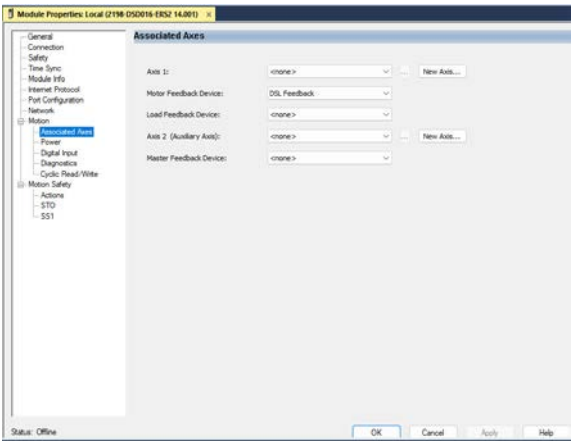 Module Properties: Local (2198-DSD016-ERS2 14.001) ×
General
Connection
Safety
Time Sync
Module Info
Internet Protocol
Port Configuration
Network
Motion
Associated Axes
Power
Digital Input
Diagnostics
Cyclic Read/Write
Motion Safety
Actions
STO
SS1
Associated Axes
Axis 1: <none> ... New Axis...
Motor Feedback Device: DSL Feedback
Load Feedback Device: <none>
Axis 2 (Auxiliary Axis): <none> ... New Axis...
Master Feedback Device: <none>
Status: Offline
OK Cancel Apply Help